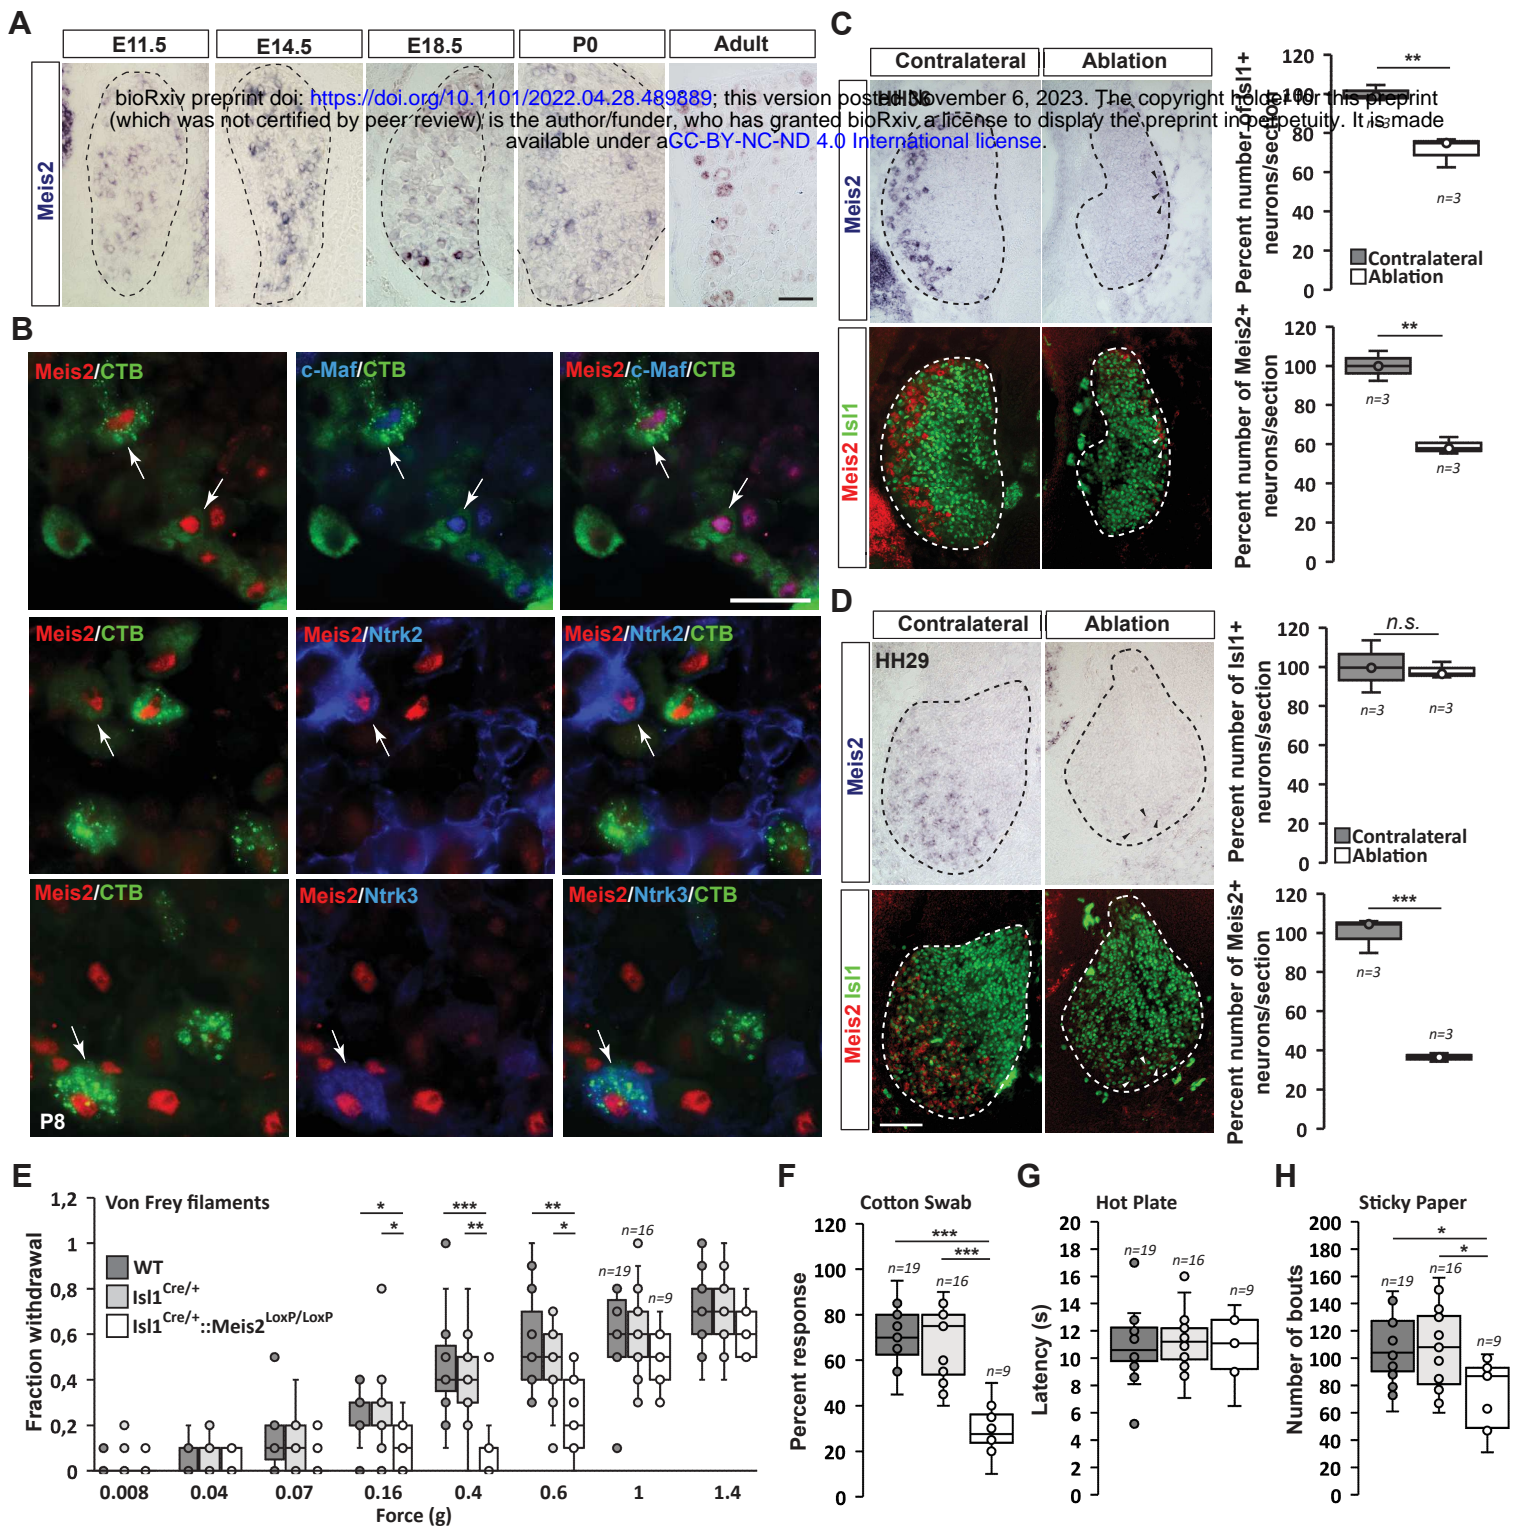 A
E11.5
E14.5
E18.5
P0
Adult
Meis2
bioRxiv preprint doi: https://doi.org/10.1101/2022.04.28.489889; this version posted November 6, 2023. The copyright holder for this preprint
(which was not certified by peer review) is the author/funder, who has granted bioRxiv a license to display the preprint in perpetuity. It is made
available under aCC-BY-NC-ND 4.0 International license.
B
Meis2/CTB
c-Maf/CTB
Meis2/c-Maf/CTB
Meis2/CTB
Meis2/Ntrk2
Meis2/Ntrk2/CTB
Meis2/CTB
Meis2/Ntrk3
Meis2/Ntrk3/CTB
P8
C
Contralateral
Ablation
HH36
Meis2
Meis2 Isl1
Percent number of Isl1+
neurons/section
120
100
80
60
40
20
0
**
n=3
n=3
Contralateral
Ablation
Percent number of Meis2+
neurons/section
120
100
80
60
40
20
0
**
n=3
n=3
D
Contralateral
Ablation
HH29
Meis2
Meis2 Isl1
Percent number of Isl1+
neurons/section
120
100
80
60
40
20
0
n.s.
n=3
n=3
Contralateral
Ablation
Percent number of Meis2+
neurons/section
120
100
80
60
40
20
0
***
n=3
n=3
E
Von Frey filaments
WT
Isl1Cre/+
Isl1Cre/+::Meis2LoxP/LoxP
Fraction withdrawal
1,2
1
0,8
0,6
0,4
0,2
0
*
*
***
**
**
*
n=19
n=16
n=9
0.008
0.04
0.07
0.16
0.4
0.6
1
1.4
Force (g)
F
Cotton Swab
Percent response
120
100
80
60
40
20
0
***
***
n=19
n=16
n=9
G
Hot Plate
Latency (s)
20
18
16
14
12
10
8
6
4
2
0
n=19
n=16
n=9
H
Sticky Paper
Number of bouts
200
180
160
140
120
100
80
60
40
20
0
*
*
n=19
n=16
n=9